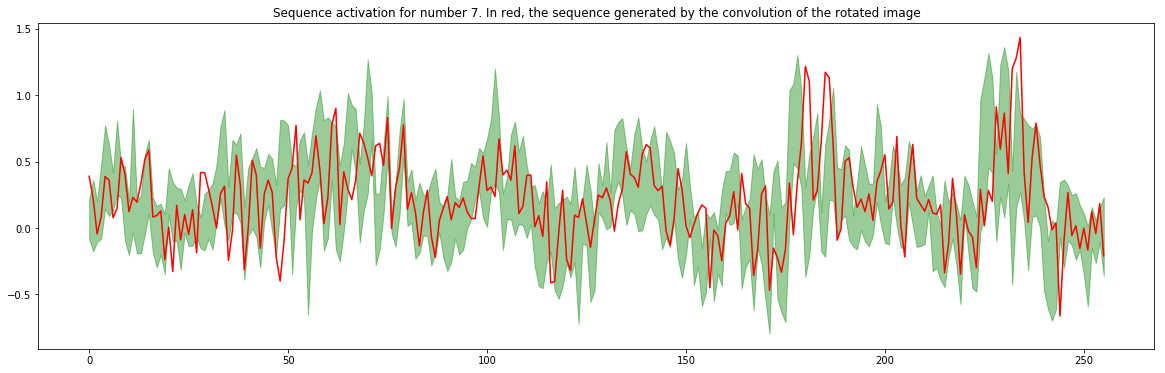 Sequence activation for number 7. In red, the sequence generated by the convolution of the rotated image
1.5
1.0
0.5
0.0
−0.5
0 50 100 150 200 250